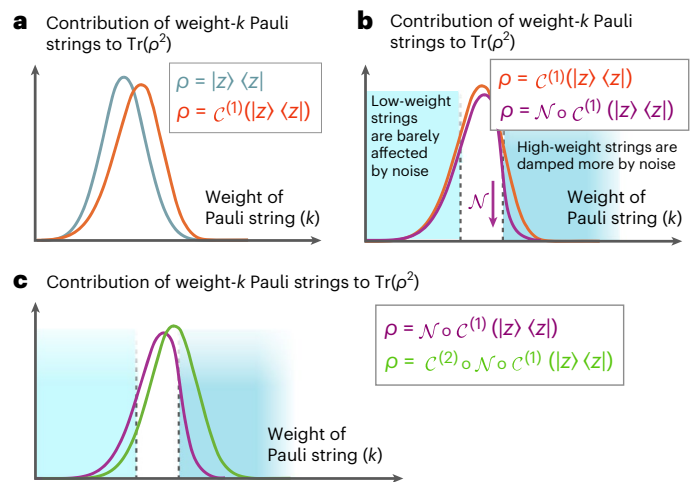 a Contribution of weight-k Pauli
strings to Tr(ρ²)
ρ = |z⟩ ⟨z|
ρ = 𝒞⁽¹⁾(|z⟩ ⟨z|)
Weight of
Pauli string (k)
b Contribution of weight-k Pauli
strings to Tr(ρ²)
ρ = 𝒞⁽¹⁾(|z⟩ ⟨z|)
ρ = 𝒩 ∘ 𝒞⁽¹⁾ (|z⟩ ⟨z|)
Low-weight
strings
are barely
affected
by noise
High-weight strings are
damped more by noise
𝒩
Weight of
Pauli string (k)
c Contribution of weight-k Pauli strings to Tr(ρ²)
ρ = 𝒩 ∘ 𝒞⁽¹⁾ (|z⟩ ⟨z|)
ρ = 𝒞⁽²⁾ ∘ 𝒩 ∘ 𝒞⁽¹⁾ (|z⟩ ⟨z|)
Weight of
Pauli string (k)